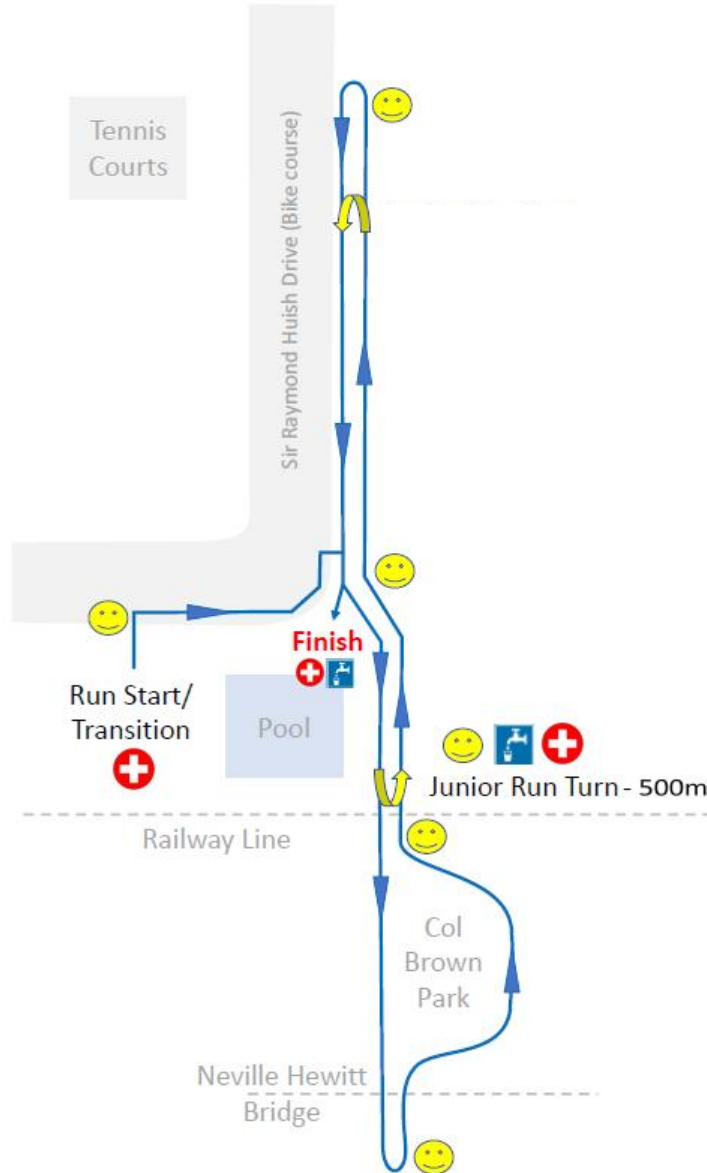 Tennis
Courts
Sir Raymond Huish Drive (Bike course)
Finish
Run Start/
Transition
Pool
Junior Run Turn - 500m
Railway Line
Col
Brown
Park
Neville Hewitt
Bridge